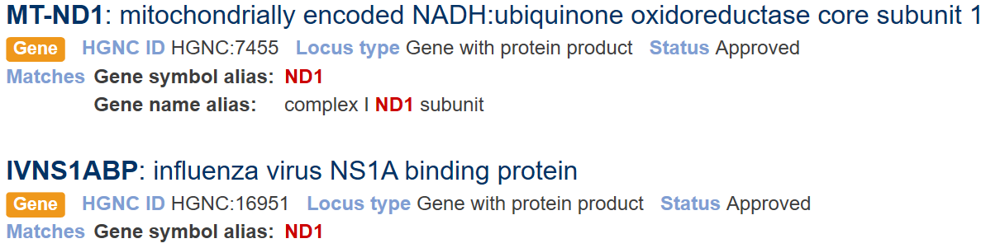 MT-ND1: mitochondrially encoded NADH:ubiquinone oxidoreductase core subunit 1
Gene HGNC ID HGNC:7455 Locus type Gene with protein product Status Approved
Matches Gene symbol alias: ND1
Gene name alias: complex I ND1 subunit
IVNS1ABP: influenza virus NS1A binding protein
Gene HGNC ID HGNC:16951 Locus type Gene with protein product Status Approved
Matches Gene symbol alias: ND1